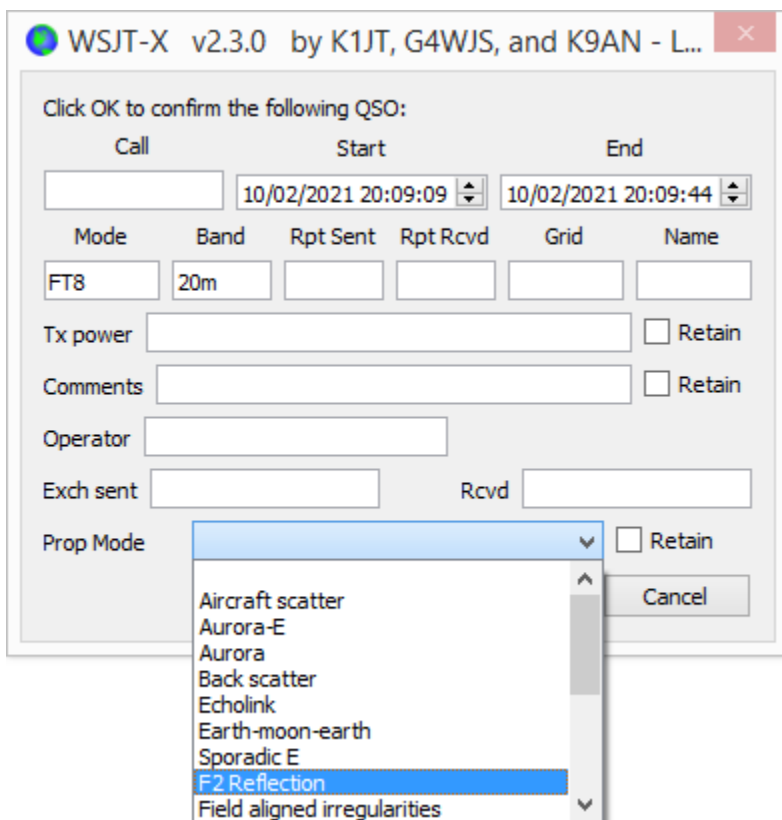 WSJT-X v2.3.0 by K1JT, G4WJS, and K9AN - L...
Click OK to confirm the following QSO:
Call Start End
10/02/2021 20:09:09 10/02/2021 20:09:44
Mode Band Rpt Sent Rpt Rcvd Grid Name
FT8 20m
Tx power Retain
Comments Retain
Operator
Exch sent Rcvd
Prop Mode Retain
Cancel
Aircraft scatter
Aurora-E
Aurora
Back scatter
Echolink
Earth-moon-earth
Sporadic E
F2 Reflection
Field aligned irregularities